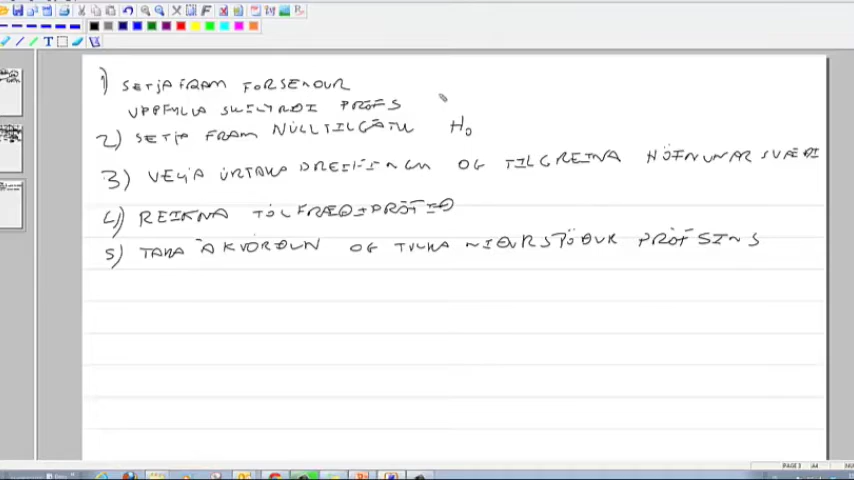 1) SETJA FRAM FORSENDUR
UPPFYLLA SKILYRÐI PRÓFS
2) SETJA FRAM NÚLLTILGÁTU H₀
3) VELJA ÚRTAKSDREIFINGU OG TILGREINA HÖFNUNARSVÆÐI
4) REIKNA TÖLFRÆÐIPRÓFIÐ
5) TAKA ÁKVÖRÐUN OG TÚLKA NIÐURSTÖÐUR PRÓFSINS